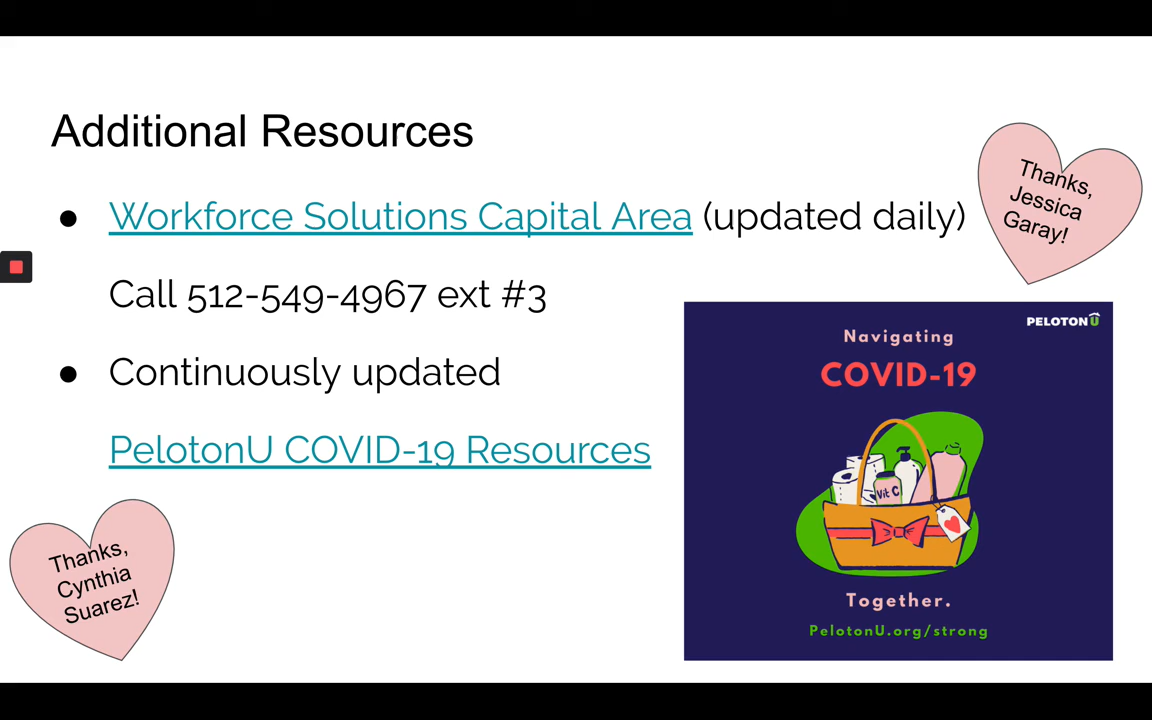 Additional Resources
● Workforce Solutions Capital Area (updated daily)
Call 512-549-4967 ext #3
● Continuously updated
PelotonU COVID-19 Resources
Thanks,
Jessica
Garay!
PELOTONU
Navigating
COVID-19
Vit C
Together.
PelotonU.org/strong
Thanks,
Cynthia
Suarez!